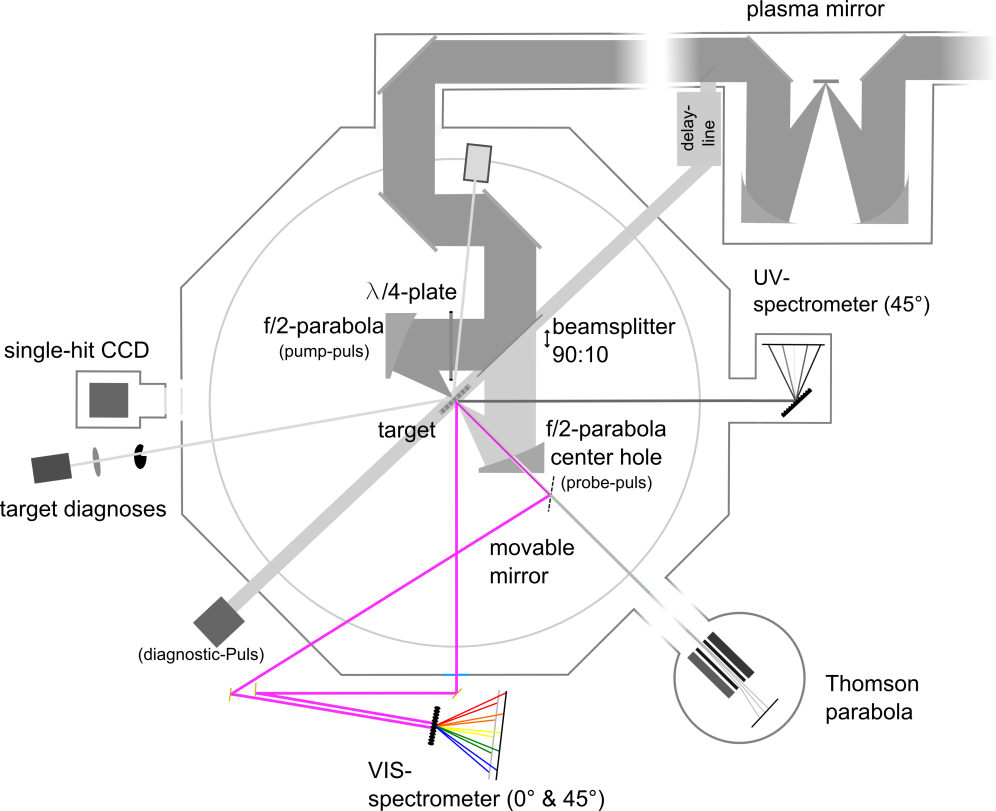 plasma mirror
delay-
line
UV-
spectrometer (45°)
λ/4-plate
f/2-parabola
(pump-puls)
beamsplitter
90:10
single-hit CCD
target
f/2-parabola
center hole
(probe-puls)
target diagnoses
movable
mirror
(diagnostic-Puls)
Thomson
parabola
VIS-
spectrometer (0° & 45°)